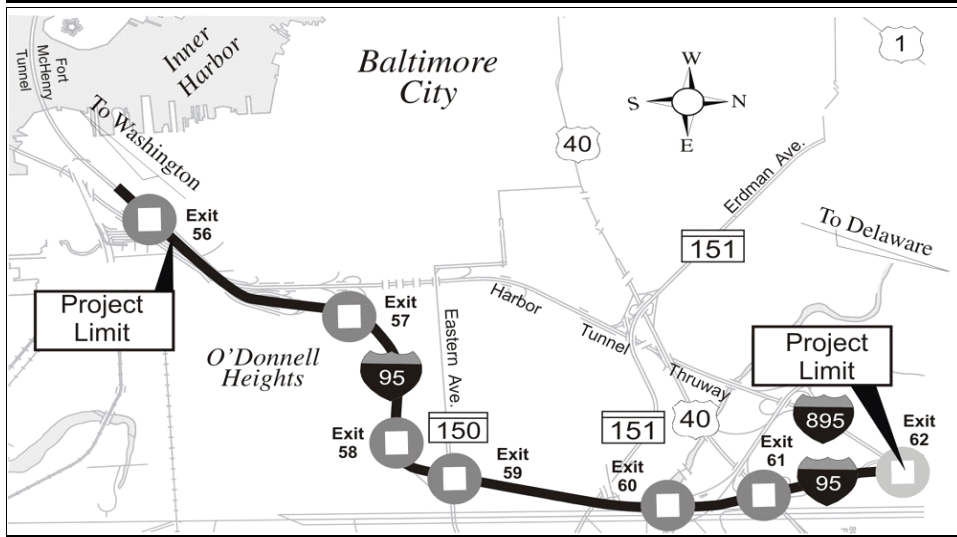 Inner
Harbor
Fort
McHenry
Tunnel
Baltimore
City
1
W
S
N
E
40
To Washington
Erdman Ave.
Exit
56
151
To Delaware
Project
Limit
Harbor
Tunnel
Thruway
Exit
57
Eastern Ave.
O'Donnell
Heights
95
Project
Limit
Exit
58
150
151
40
895
Exit
62
Exit
59
Exit
60
Exit
61
95